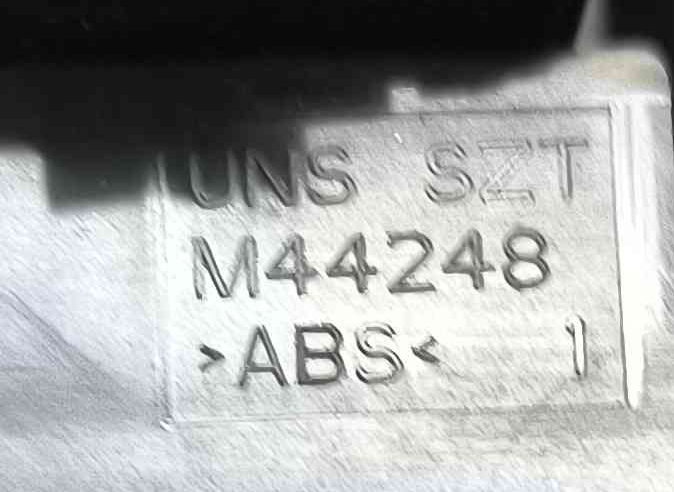 UNS SZT
M44248
>ABS< 1